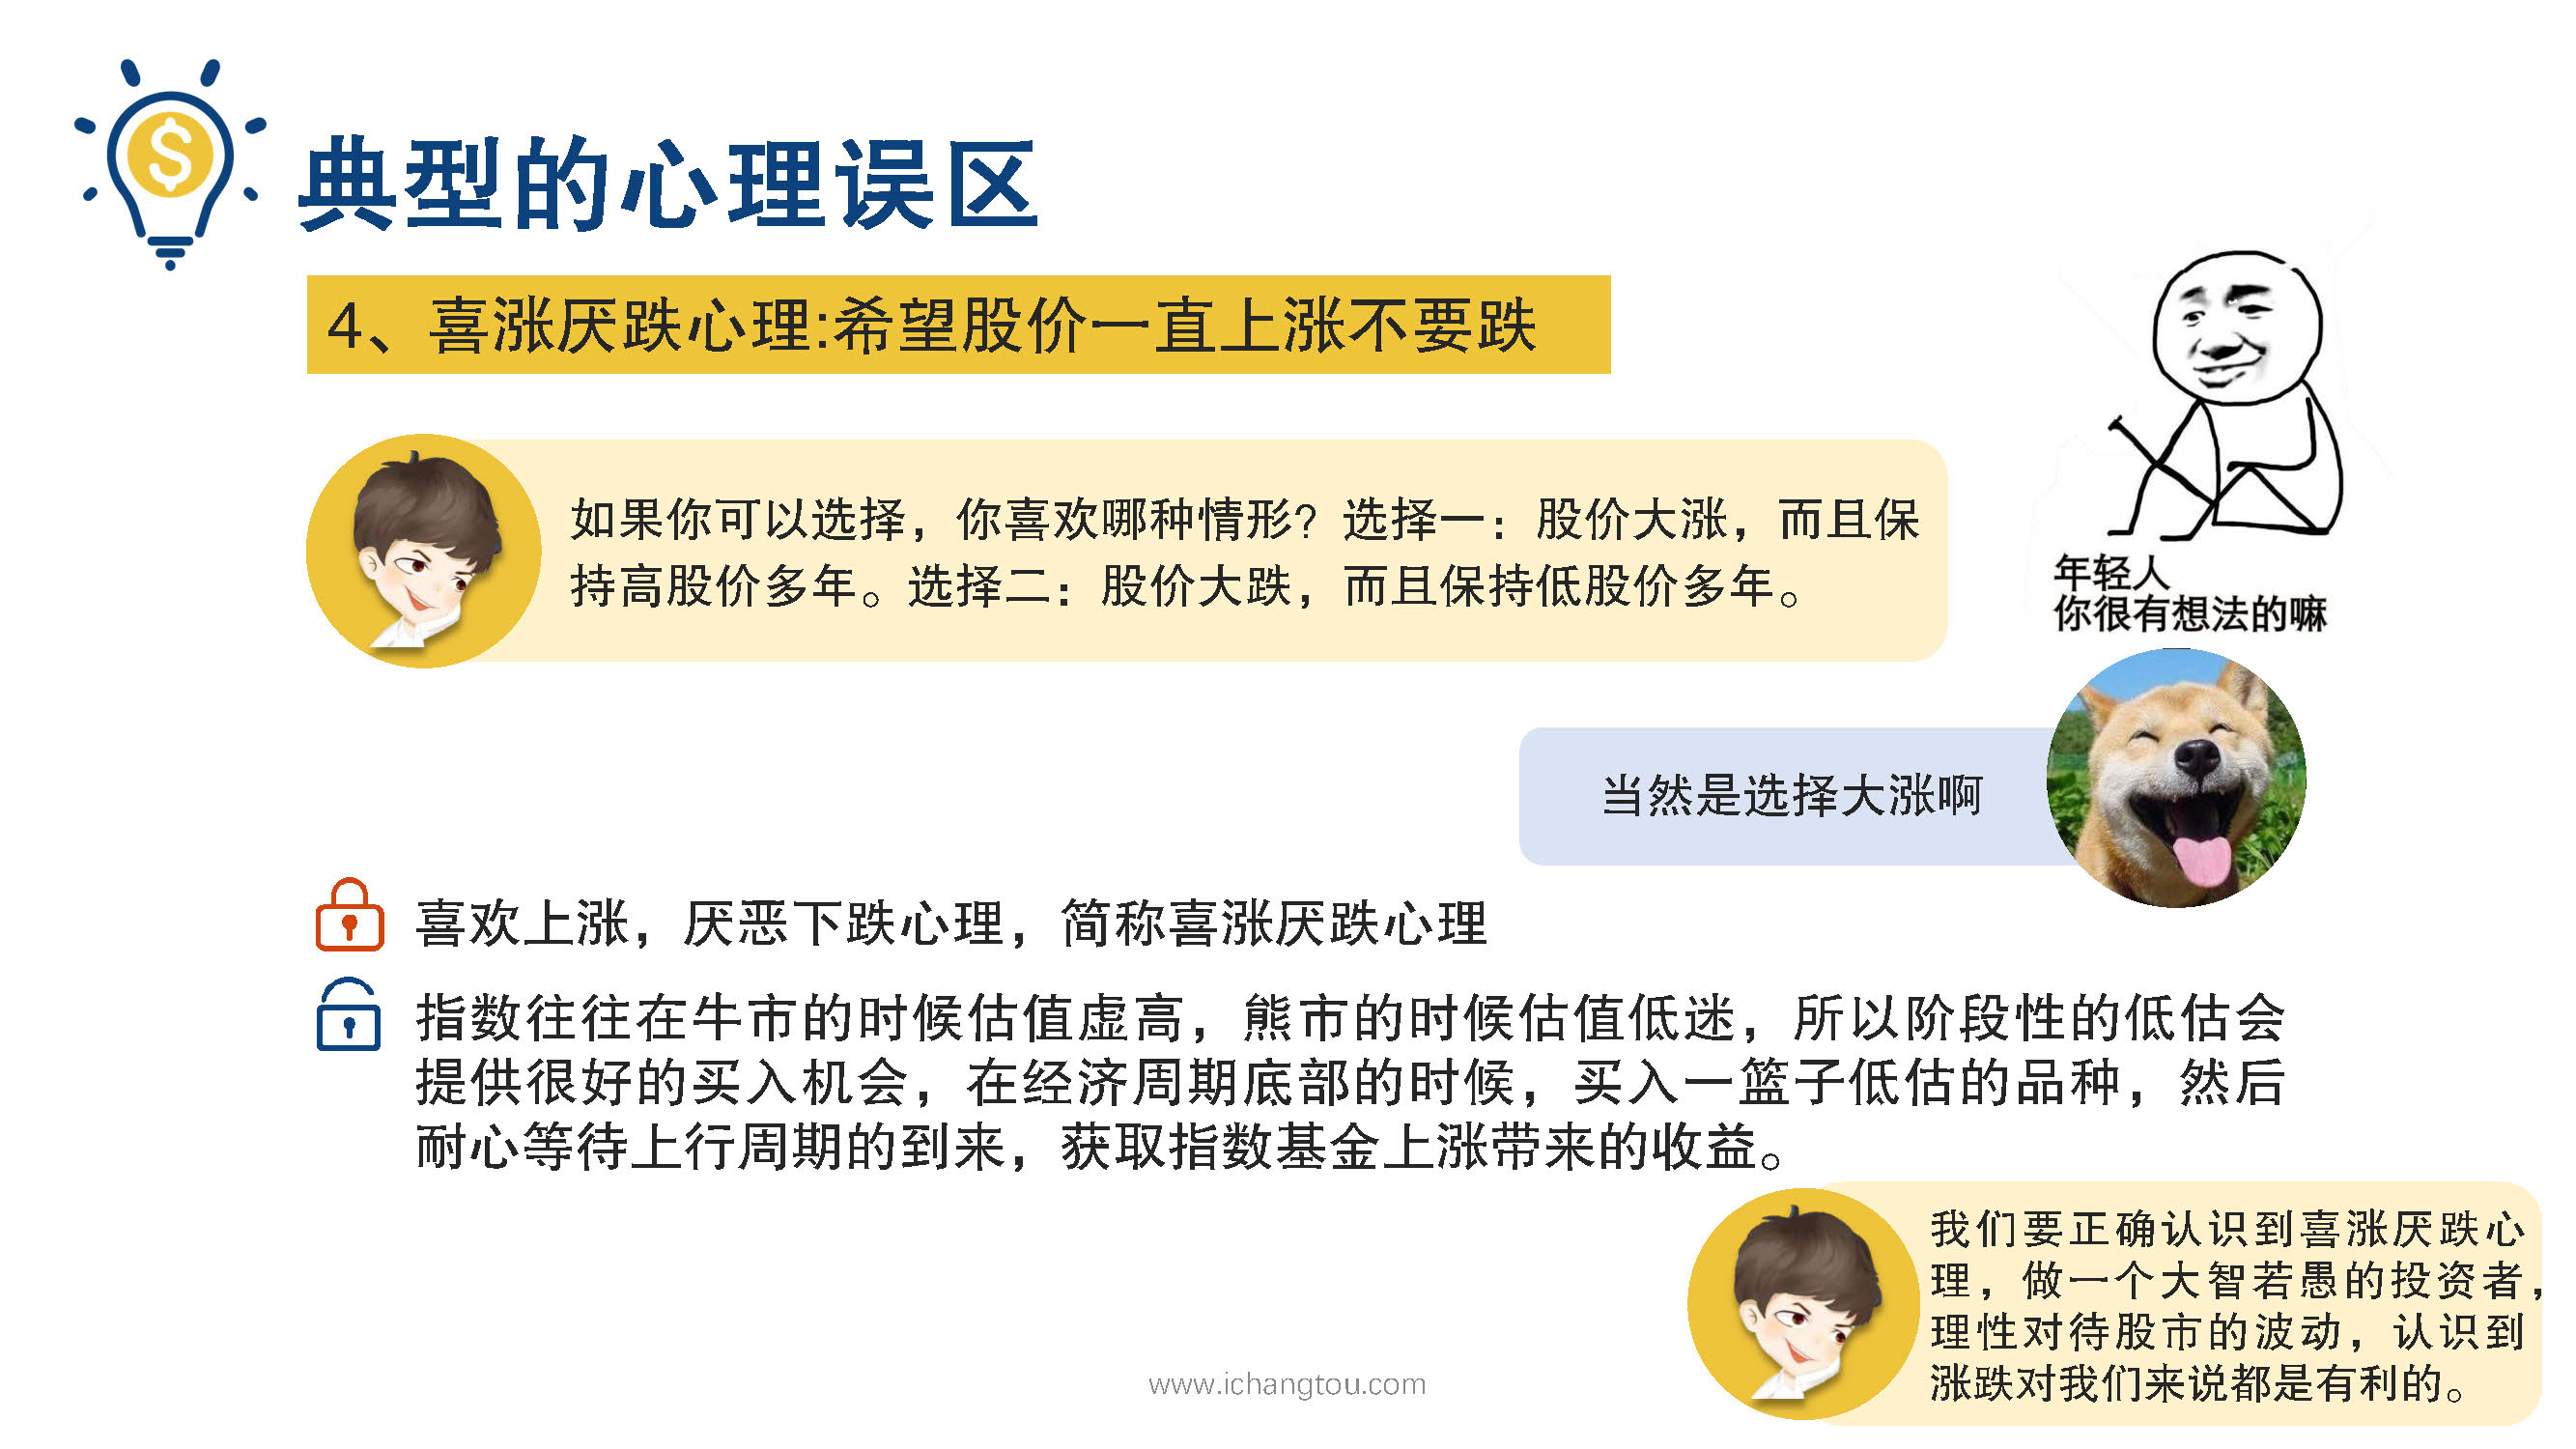 典型的心理误区
4、喜涨厌跌心理:希望股价一直上涨不要跌
如果你可以选择，你喜欢哪种情形？选择一：股价大涨，而且保
持高股价多年。选择二：股价大跌，而且保持低股价多年。
年轻人
你很有想法的嘛
当然是选择大涨啊
喜欢上涨，厌恶下跌心理，简称喜涨厌跌心理
指数往往在牛市的时候估值虚高，熊市的时候估值低迷，所以阶段性的低估会
提供很好的买入机会，在经济周期底部的时候，买入一篮子低估的品种，然后
耐心等待上行周期的到来，获取指数基金上涨带来的收益。
我们要正确认识到喜涨厌跌心
理，做一个大智若愚的投资者，
理性对待股市的波动，认识到
涨跌对我们来说都是有利的。
www.ichangtou.com